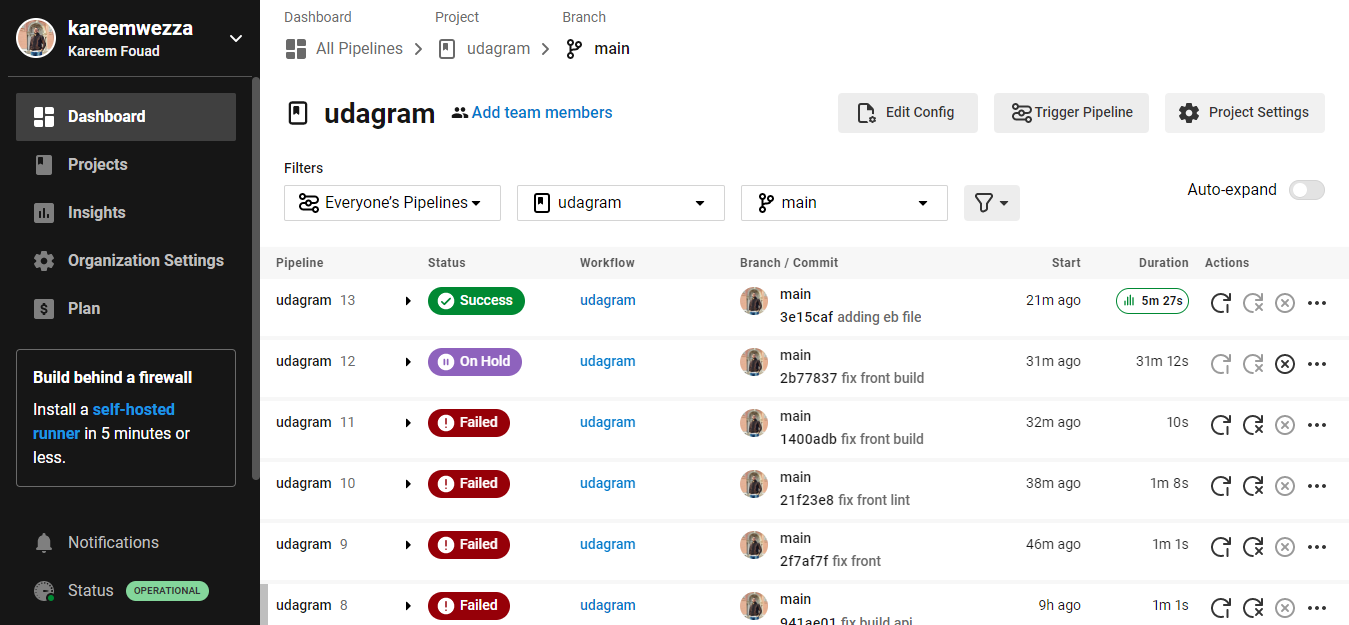 kareemwezza
Kareem Fouad
Dashboard
Projects
Insights
Organization Settings
Plan
Build behind a firewall
Install a self-hosted
runner in 5 minutes or
less.
Notifications
Status OPERATIONAL
Dashboard Project Branch
All Pipelines udagram main
udagram Add team members Edit Config Trigger Pipeline Project Settings
Filters
Everyone’s Pipelines udagram main Auto-expand
Pipeline Status Workflow Branch / Commit Start Duration Actions
udagram 13 Success udagram main 21m ago 5m 27s
3e15caf adding eb file
udagram 12 On Hold udagram main 31m ago 31m 12s
2b77837 fix front build
udagram 11 Failed udagram main 32m ago 10s
1400adb fix front build
udagram 10 Failed udagram main 38m ago 1m 8s
21f23e8 fix front lint
udagram 9 Failed udagram main 46m ago 1m 1s
2f7af7f fix front
udagram 8 Failed udagram main 9h ago 1m 1s
941ae01 fix build api